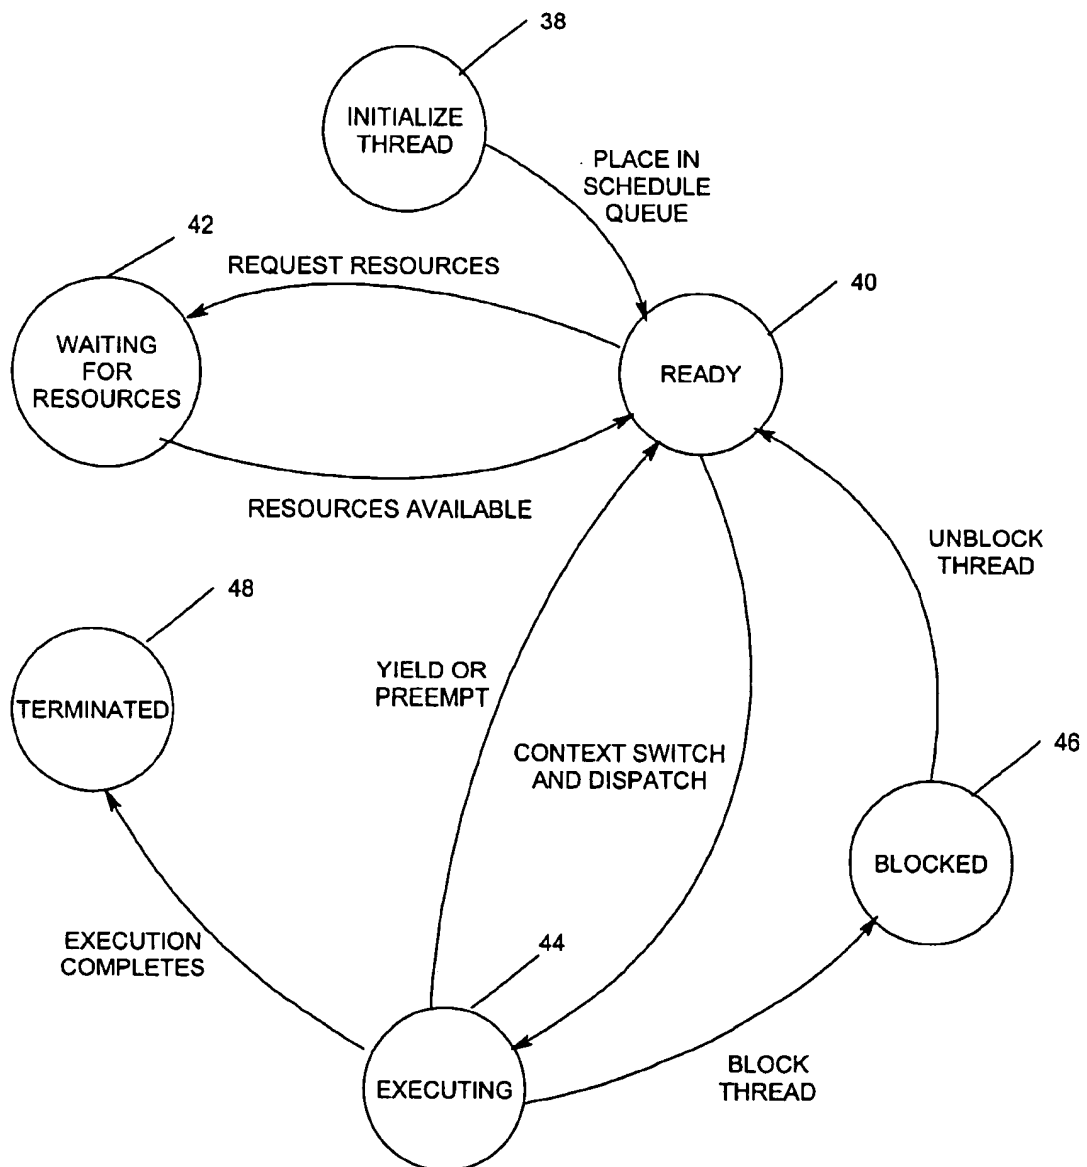 38
INITIALIZE
THREAD
PLACE IN
SCHEDULE
QUEUE
42
REQUEST RESOURCES
40
WAITING
FOR
RESOURCES
READY
RESOURCES AVAILABLE
UNBLOCK
THREAD
48
TERMINATED
YIELD OR
PREEMPT
CONTEXT SWITCH
AND DISPATCH
46
BLOCKED
EXECUTION
COMPLETES
44
EXECUTING
BLOCK
THREAD